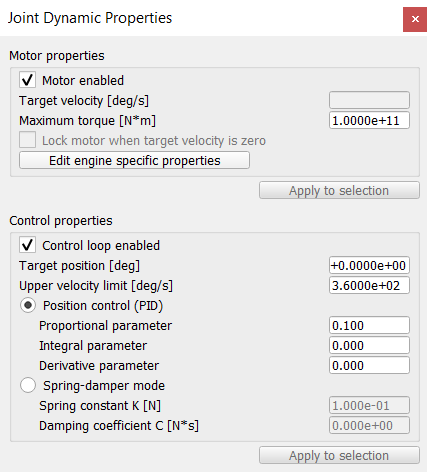 Joint Dynamic Properties
Motor properties
Motor enabled
Target velocity [deg/s]
Maximum torque [N*m] 1.0000e+11
Lock motor when target velocity is zero
Edit engine specific properties
Apply to selection
Control properties
Control loop enabled
Target position [deg] +0.0000e+00
Upper velocity limit [deg/s] 3.6000e+02
Position control (PID)
Proportional parameter 0.100
Integral parameter 0.000
Derivative parameter 0.000
Spring-damper mode
Spring constant K [N] 1.000e-01
Damping coefficient C [N*s] 0.000e+00
Apply to selection